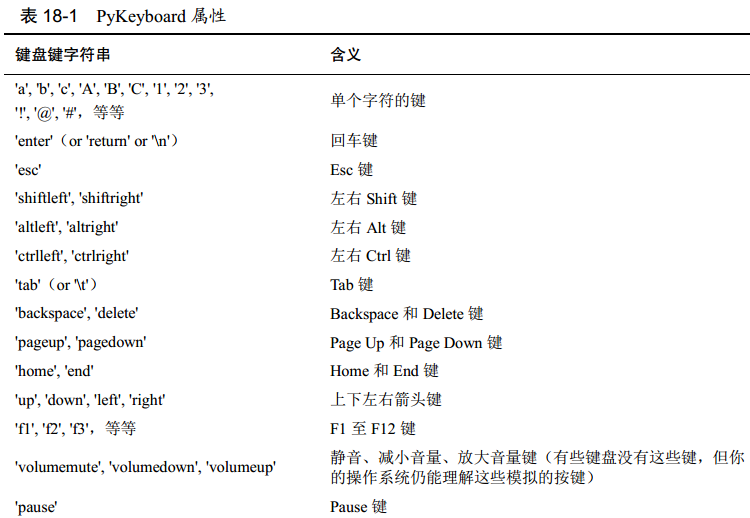 表 18-1 PyKeyboard 属性
键盘键字符串 含义
'a', 'b', 'c', 'A', 'B', 'C', '1', '2', '3',
'!', '@', '#'，等等 单个字符的键
'enter'（or 'return' or '\n'） 回车键
'esc' Esc 键
'shiftleft', 'shiftright' 左右 Shift 键
'altleft', 'altright' 左右 Alt 键
'ctrlleft', 'ctrlright' 左右 Ctrl 键
'tab'（or '\t'） Tab 键
'backspace', 'delete' Backspace 和 Delete 键
'pageup', 'pagedown' Page Up 和 Page Down 键
'home', 'end' Home 和 End 键
'up', 'down', 'left', 'right' 上下左右箭头键
'f1', 'f2', 'f3'，等等 F1 至 F12 键
'volumemute', 'volumedown', 'volumeup' 静音、减小音量、放大音量键（有些键盘没有这些键，但你
的操作系统仍能理解这些模拟的按键）
'pause' Pause 键